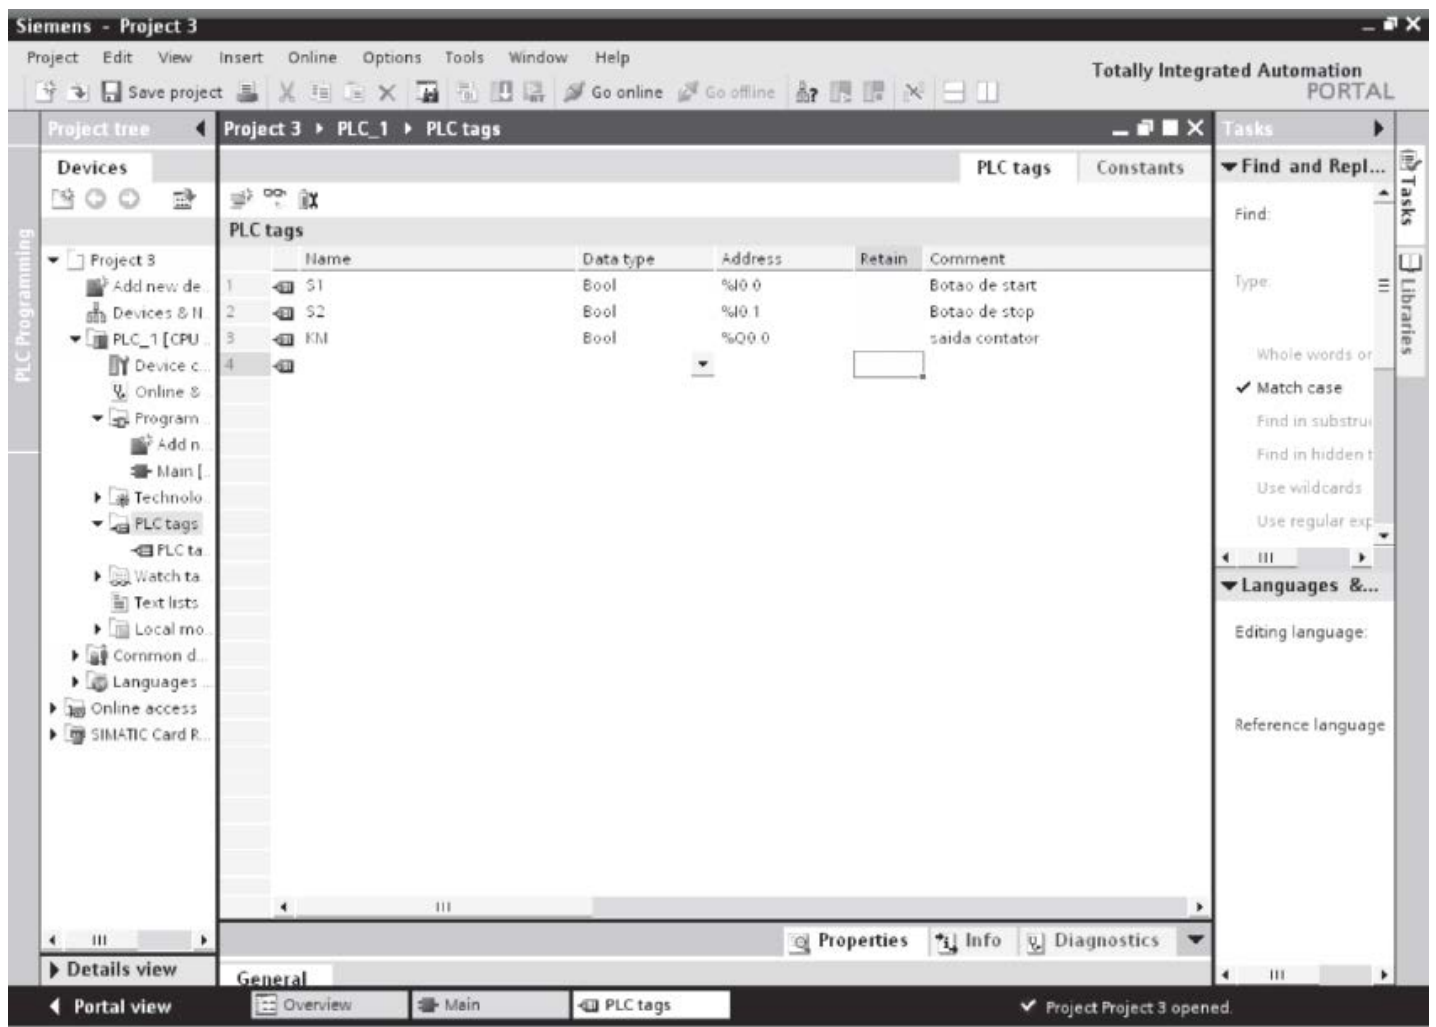 Siemens - Project 3
Project Edit View Insert Online Options Tools Window Help
Totally Integrated Automation
PORTAL
Save project Go online Go offline
Project tree
Project 3 PLC_1 PLC tags
Tasks
Devices
PLC tags Constants
Find and Repl...
PLC tags
Name Data type Address Retain Comment
1 S1 Bool %I0.0 Botao de start
2 S2 Bool %I0.1 Botao de stop
3 KM Bool %Q0.0 saida contator
4
PLC Programming
Project 3
Add new de
Devices & N
PLC_1 [CPU ..
Device c...
Online &
Program ..
Add n..
Main [..
Technolo
PLC tags
PLC ta
Watch ta
Text lists
Local mo..
Common d...
Languages ...
Online access
SIMATIC Card R...
Find:
Type:
Whole words or
Match case
Find in substru
Find in hidden t
Use wildcards
Use regular exp
Languages &...
Editing language:
Reference language
Tasks
Libraries
Properties Info Diagnostics
Details view
General
Portal view Overview Main PLC tags
Project Project 3 opened.